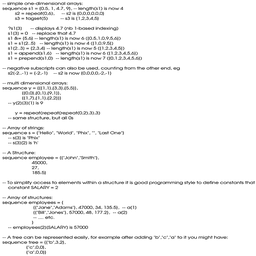 -- simple one dimensional arrays:
sequence s1 = {0.5, 1, 4.7, 9}, -- length(s1) is now 4
s2 = repeat(0,6), -- s2 is {0,0,0,0,0,0}
s3 = tagset(5) -- s3 is {1,2,3,4,5}
?s1[3] -- displays 4.7 (nb 1-based indexing)
s1[3] = 0 -- replace that 4.7
s1 &= {5,6} -- length(s1) is now 6 ({0.5,1,0,9,5,6})
s1 = s1[2..5] -- length(s1) is now 4 ({1,0,9,5})
s1[2..3] = {2,3,4} -- length(s1) is now 5 ({1,2,3,4,5})
s1 = append(s1,6) -- length(s1) is now 6 ({1,2,3,4,5,6})
s1 = prepend(s1,0) -- length(s1) is now 7 ({0,1,2,3,4,5,6})
-- negative subscripts can also be used, counting from the other end, eg
s2[-2..-1] = {-2,-1} -- s2 is now {0,0,0,0,-2,-1}
-- multi dimensional arrays:
sequence y = {{{1,1},{3,3},{5,5}},
{{0,0},{0,1},{9,1}},
{{1,7},{1,1},{2,2}}}
-- y[2][3][1] is 9
y = repeat(repeat(repeat(0,2),3),3)
-- same structure, but all 0s
-- Array of strings:
sequence s = {"Hello", "World", "Phix", "", "Last One"}
-- s[3] is "Phix"
-- s[3][2] is 'h'
-- A Structure:
sequence employee = {{"John","Smith"},
45000,
27,
185.5}
-- To simplify access to elements within a structure it is good programming style to define constants that
constant SALARY = 2
-- Array of structures:
sequence employees = {
{{"Jane","Adams"}, 47000, 34, 135.5}, -- a[1]
{{"Bill","Jones"}, 57000, 48, 177.2}, -- a[2]
-- .... etc.
}
-- employees[2][SALARY] is 57000
-- A tree can be represented easily, for example after adding "b","c","a" to it you might have:
sequence tree = {{"b",3,2},
{"c",0,0},
{"a",0,0}}